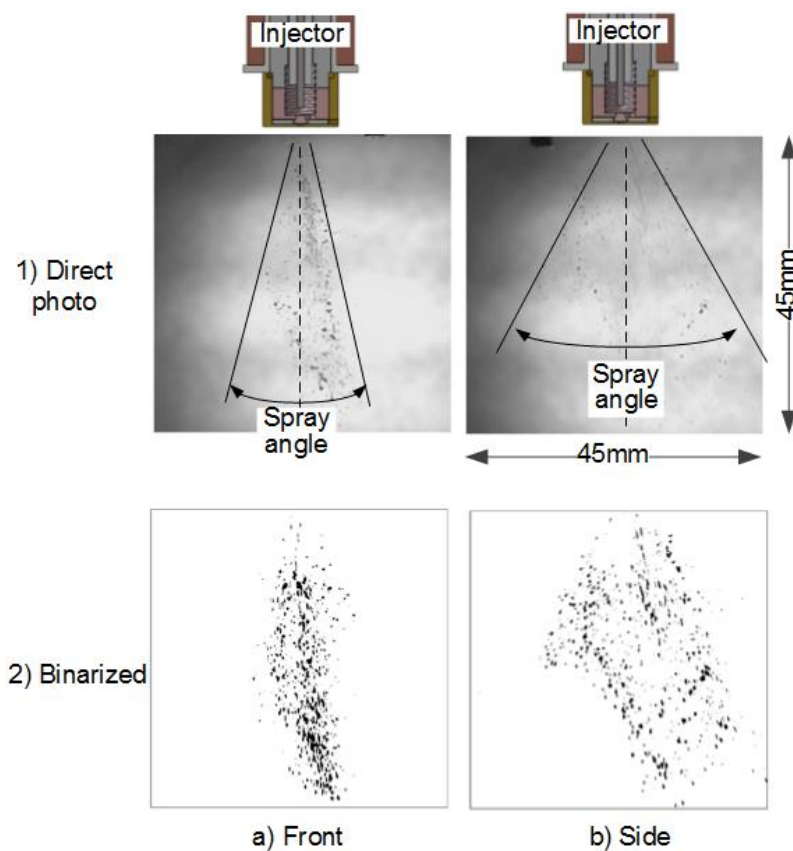 Injector
Injector
1) Direct
photo
Spray
angle
Spray
angle
45mm
45mm
2) Binarized
a) Front
b) Side